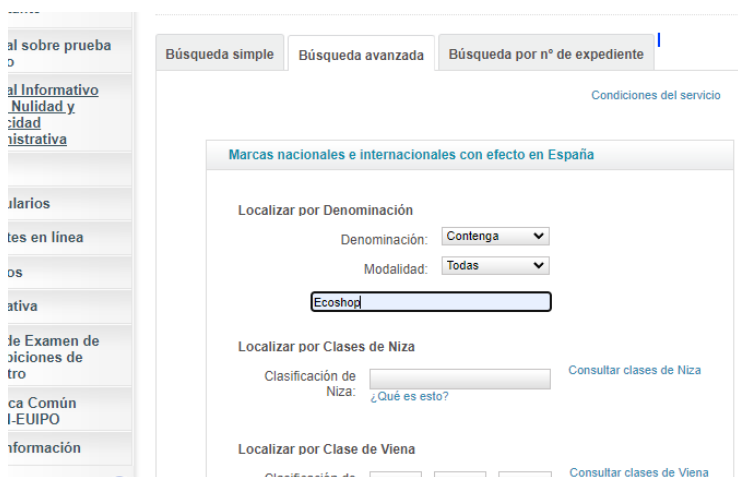 al sobre prueba
al Informativo
Nulidad y
cidad
nistrativa
ularios
tes en línea
os
ativa
de Examen de
biciones de
tro
ca Común
I-EUIPO
nformación
Búsqueda simple
Búsqueda avanzada
Búsqueda por nº de expediente
Condiciones del servicio
Marcas nacionales e internacionales con efecto en España
Localizar por Denominación
Denominación: Contenga
Modalidad: Todas
Ecoshop
Localizar por Clases de Niza
Clasificación de
Niza:
Consultar clases de Niza
¿Qué es esto?
Localizar por Clase de Viena
Clasificación de
Consultar clases de Viena